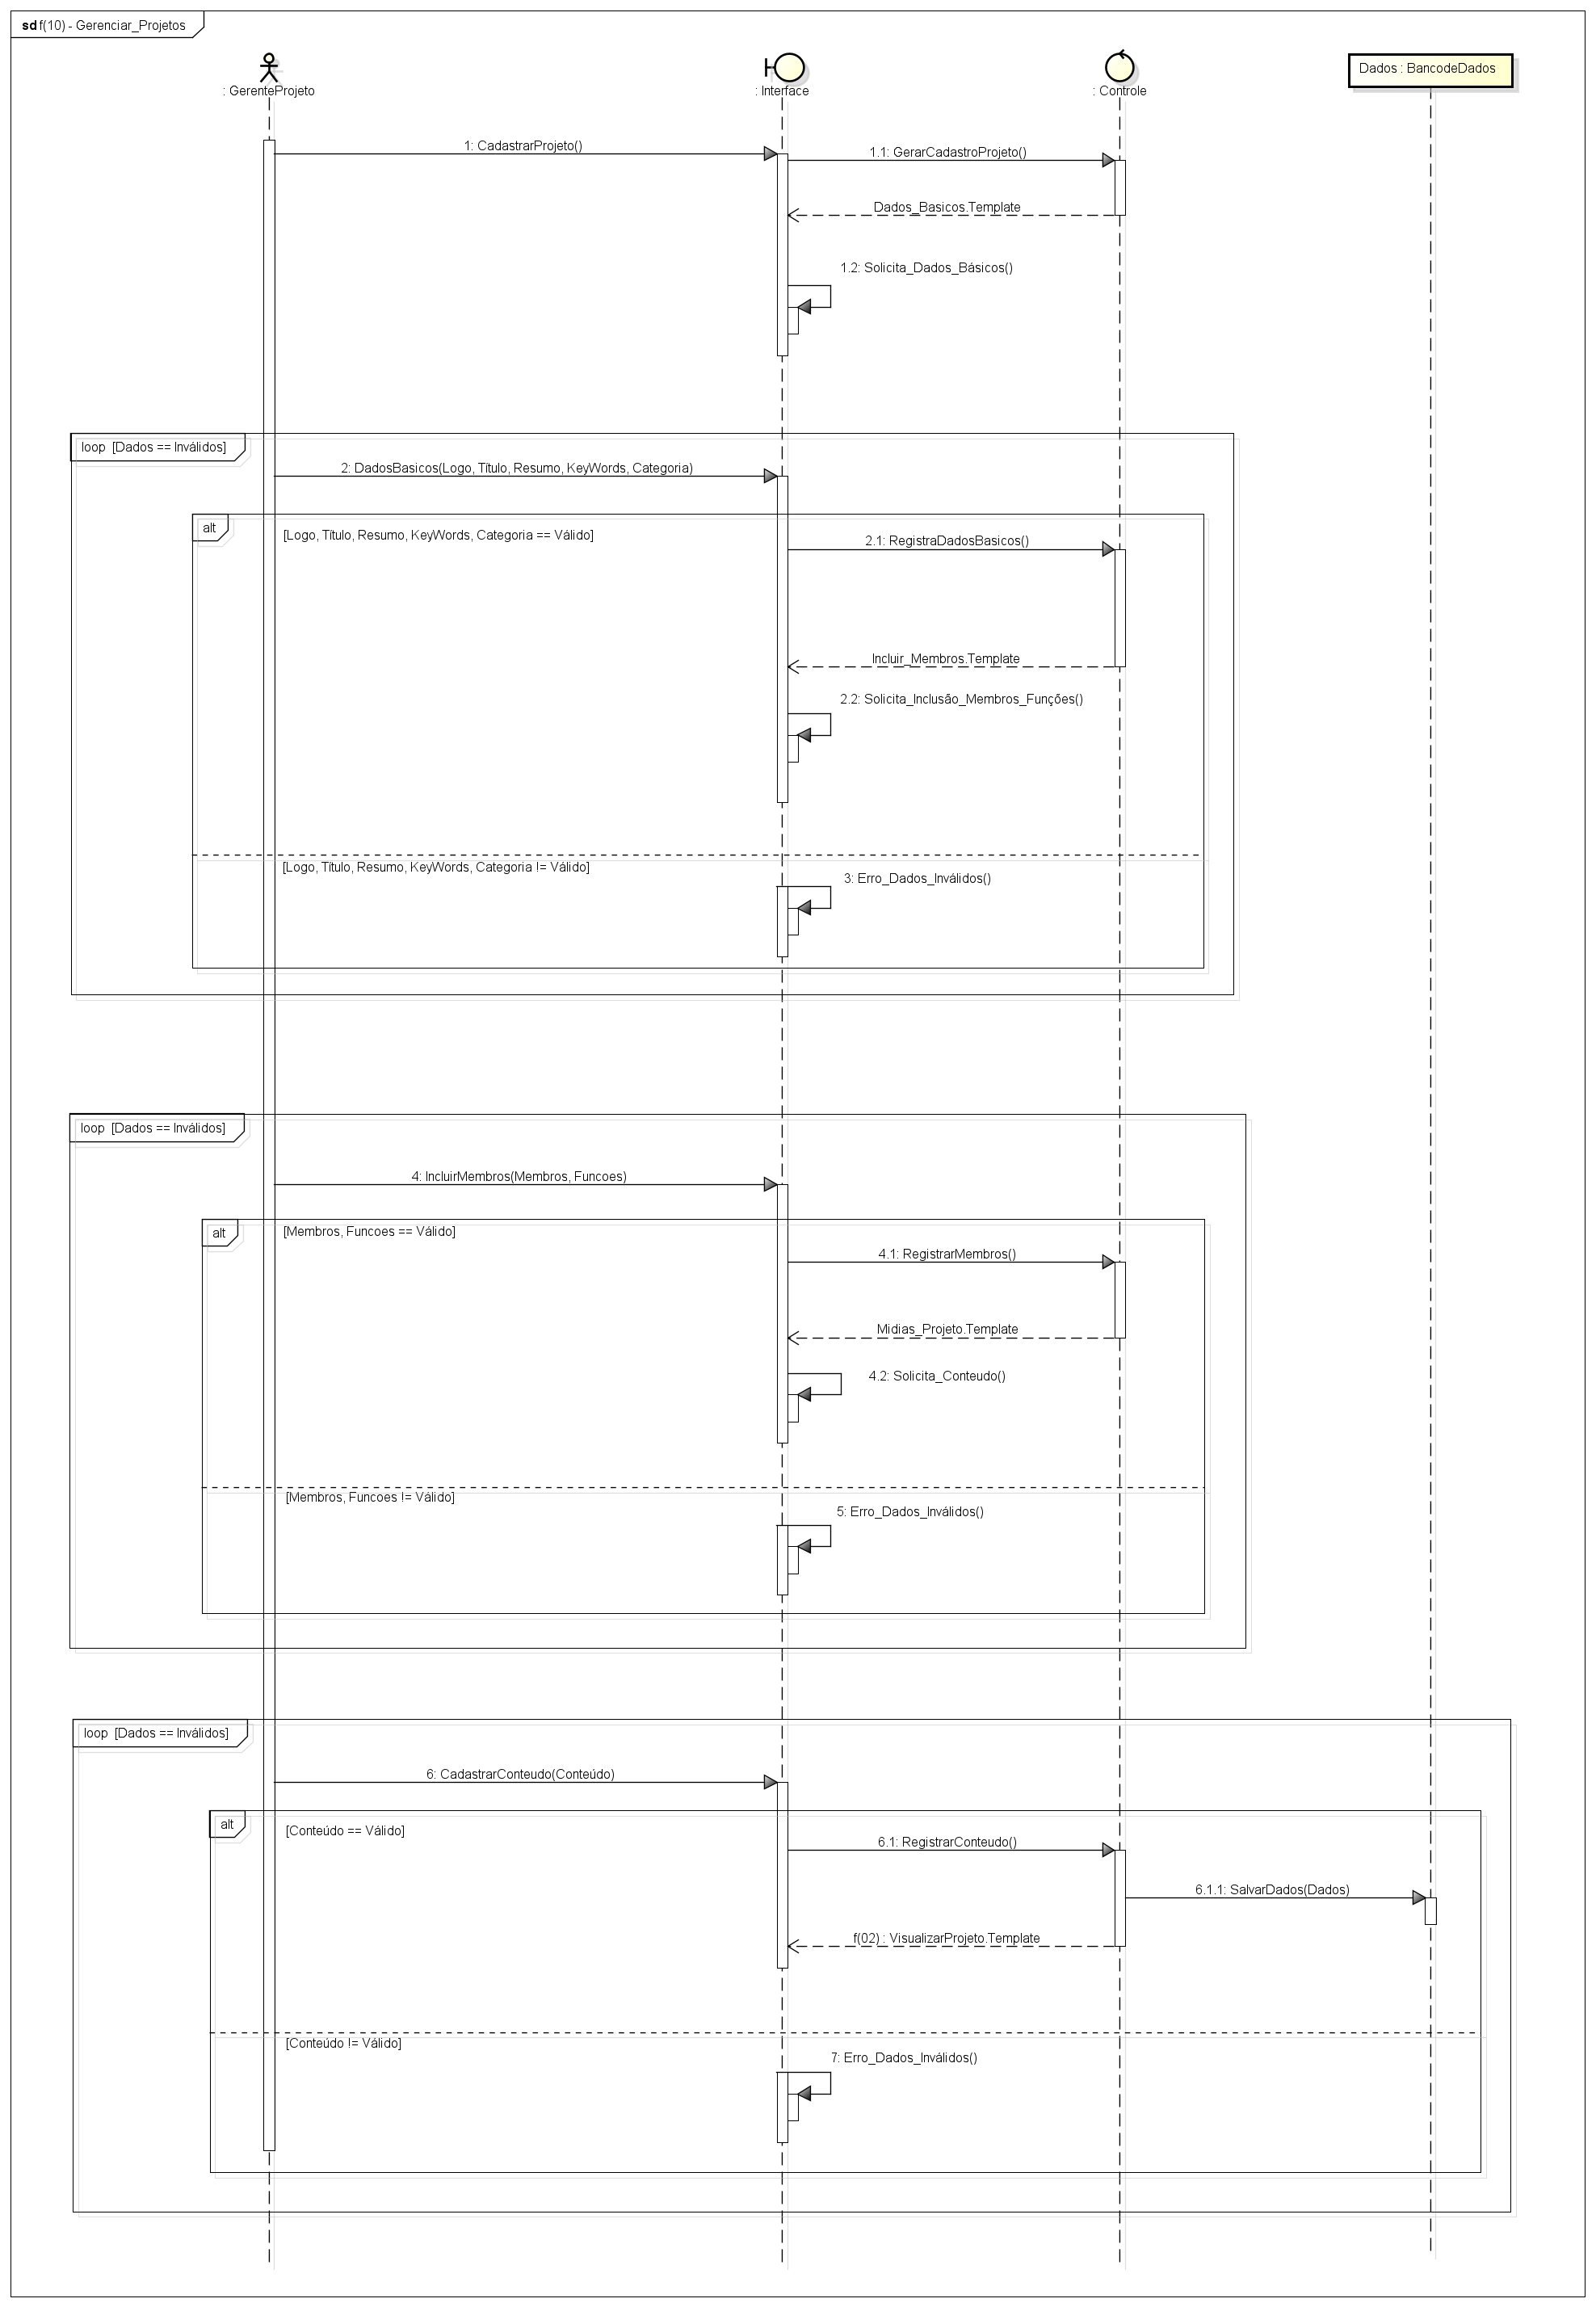 sd f(10) - Gerenciar_Projetos
: GerenteProjeto
: Interface
: Controle
Dados : BancodeDados
1: CadastrarProjeto()
1.1: GerarCadastroProjeto()
Dados_Basicos.Template
1.2: Solicita_Dados_Básicos()
loop [Dados == Inválidos]
2: DadosBasicos(Logo, Título, Resumo, KeyWords, Categoria)
alt
[Logo, Título, Resumo, KeyWords, Categoria == Válido]
2.1: RegistraDadosBasicos()
Incluir_Membros.Template
2.2: Solicita_Inclusão_Membros_Funções()
[Logo, Título, Resumo, KeyWords, Categoria != Válido]
3: Erro_Dados_Inválidos()
loop [Dados == Inválidos]
4: IncluirMembros(Membros, Funcoes)
alt
[Membros, Funcoes == Válido]
4.1: RegistrarMembros()
Midias_Projeto.Template
4.2: Solicita_Conteudo()
[Membros, Funcoes != Válido]
5: Erro_Dados_Inválidos()
loop [Dados == Inválidos]
6: CadastrarConteudo(Conteúdo)
alt
[Conteúdo == Válido]
6.1: RegistrarConteudo()
6.1.1: SalvarDados(Dados)
f(02) : VisualizarProjeto.Template
[Conteúdo != Válido]
7: Erro_Dados_Inválidos()